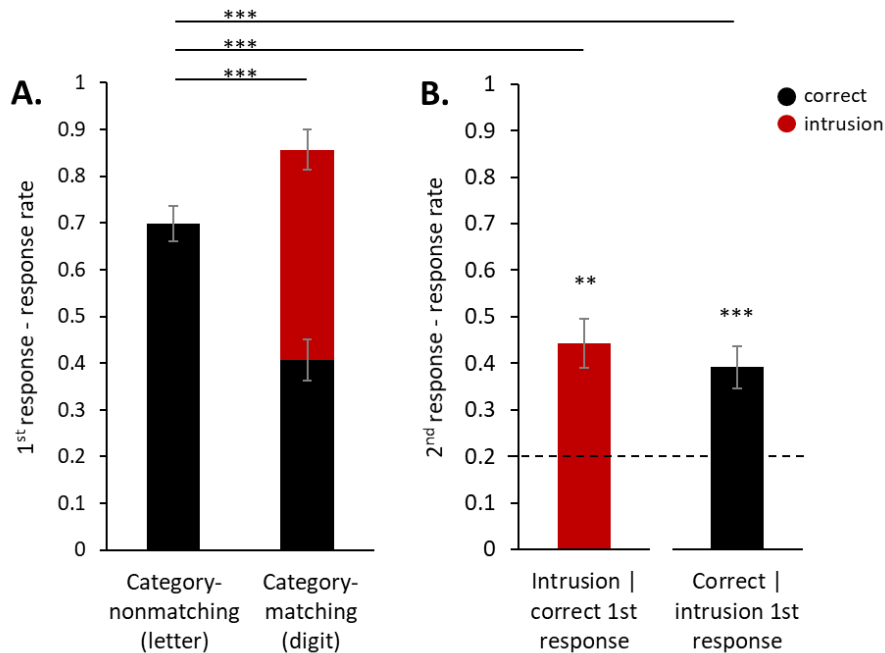 ***
***
***
A.
B.
correct
intrusion
1st response - response rate
1
0.9
0.8
0.7
0.6
0.5
0.4
0.3
0.2
0.1
0
Category-
nonmatching
(letter)
Category-
matching
(digit)
2nd response - response rate
1
0.9
0.8
0.7
0.6
0.5
0.4
0.3
0.2
0.1
0
**
***
Intrusion |
correct 1st
response
Correct |
intrusion 1st
response